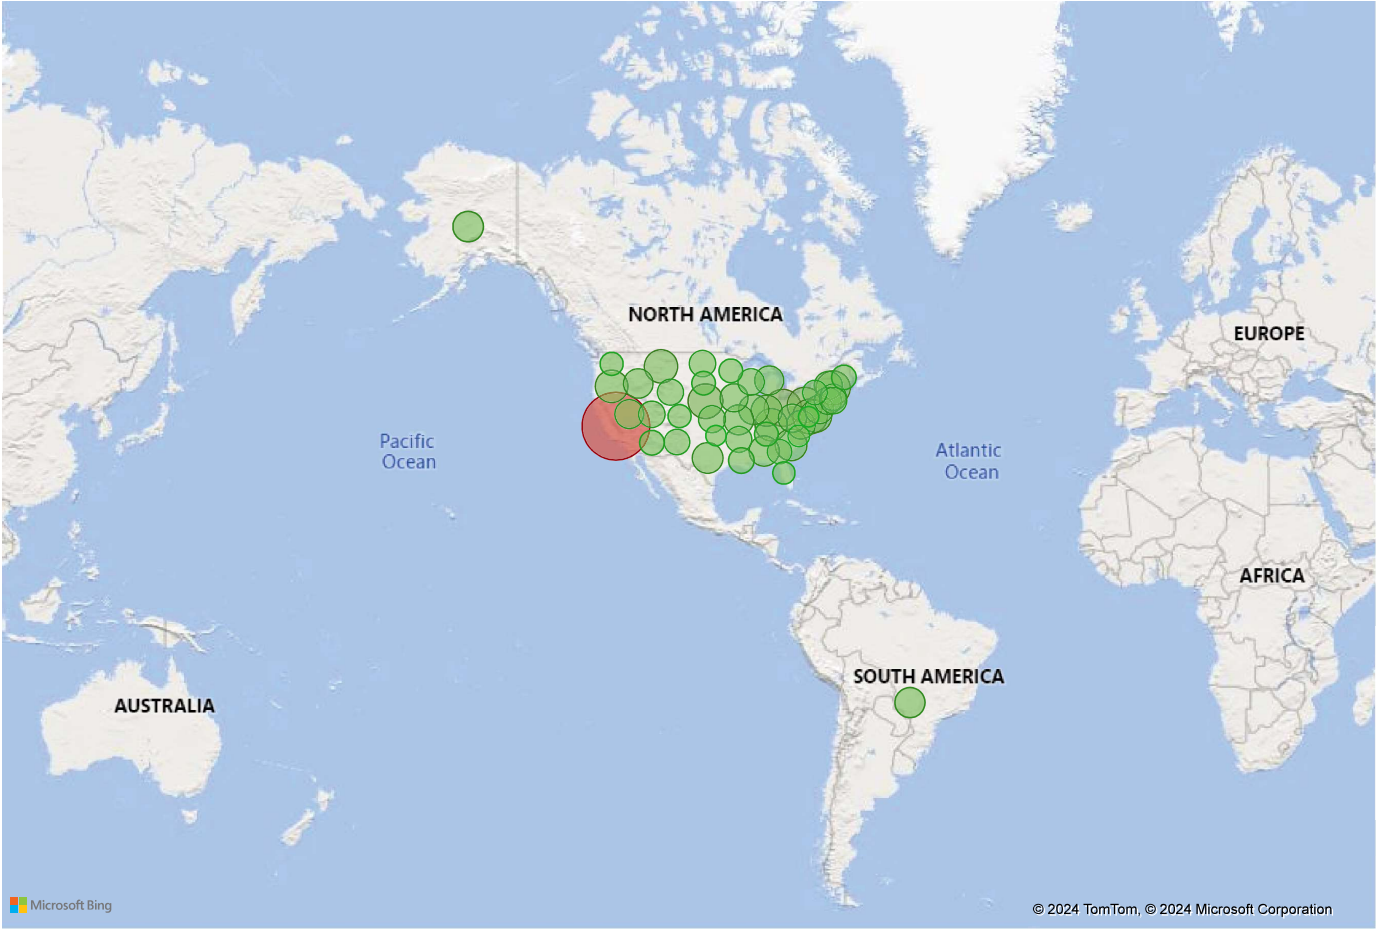 NORTH AMERICA
EUROPE
Pacific
Ocean
Atlantic
Ocean
AFRICA
SOUTH AMERICA
AUSTRALIA
Microsoft Bing
© 2024 TomTom, © 2024 Microsoft Corporation